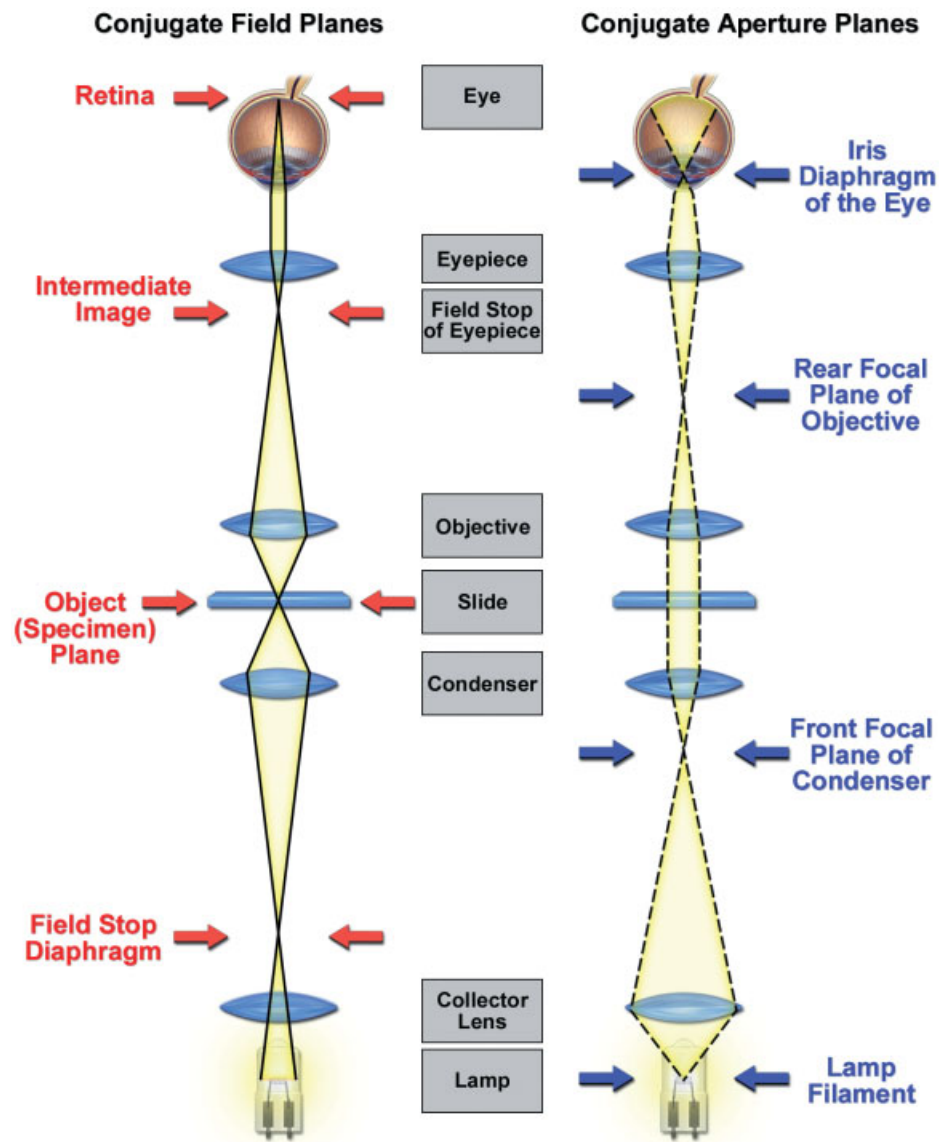 Conjugate Field Planes
Conjugate Aperture Planes
Retina
Eye
Iris
Diaphragm
of the Eye
Eyepiece
Intermediate
Image
Field Stop
of Eyepiece
Rear Focal
Plane of
Objective
Objective
Object
(Specimen)
Plane
Slide
Condenser
Front Focal
Plane of
Condenser
Field Stop
Diaphragm
Collector
Lens
Lamp
Lamp
Filament